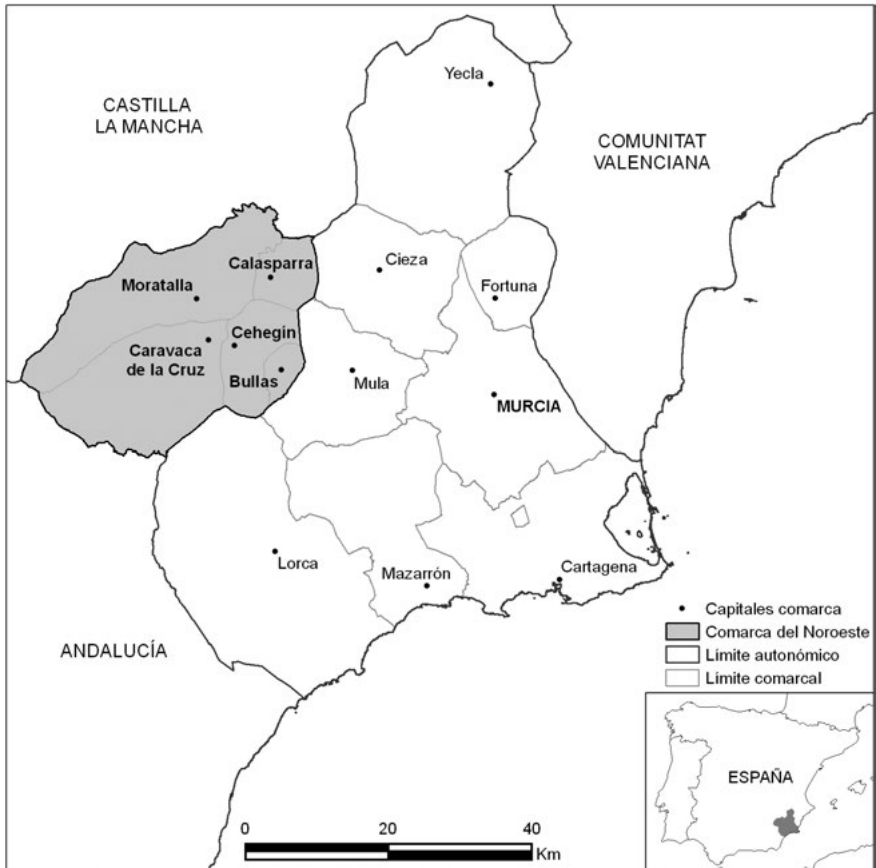 Yecla
CASTILLA
LA MANCHA
COMUNITAT
VALENCIANA
Calasparra
Cieza
Moratalla
Fortuna
Cehegín
Caravaca
de la Cruz
Bullas
Mula
MURCIA
Lorca
Mazarrón
Cartagena
ANDALUCÍA
Capitales comarca
Comarca del Noroeste
Límite autonómico
Límite comarcal
ESPAÑA
0 20 40
Km